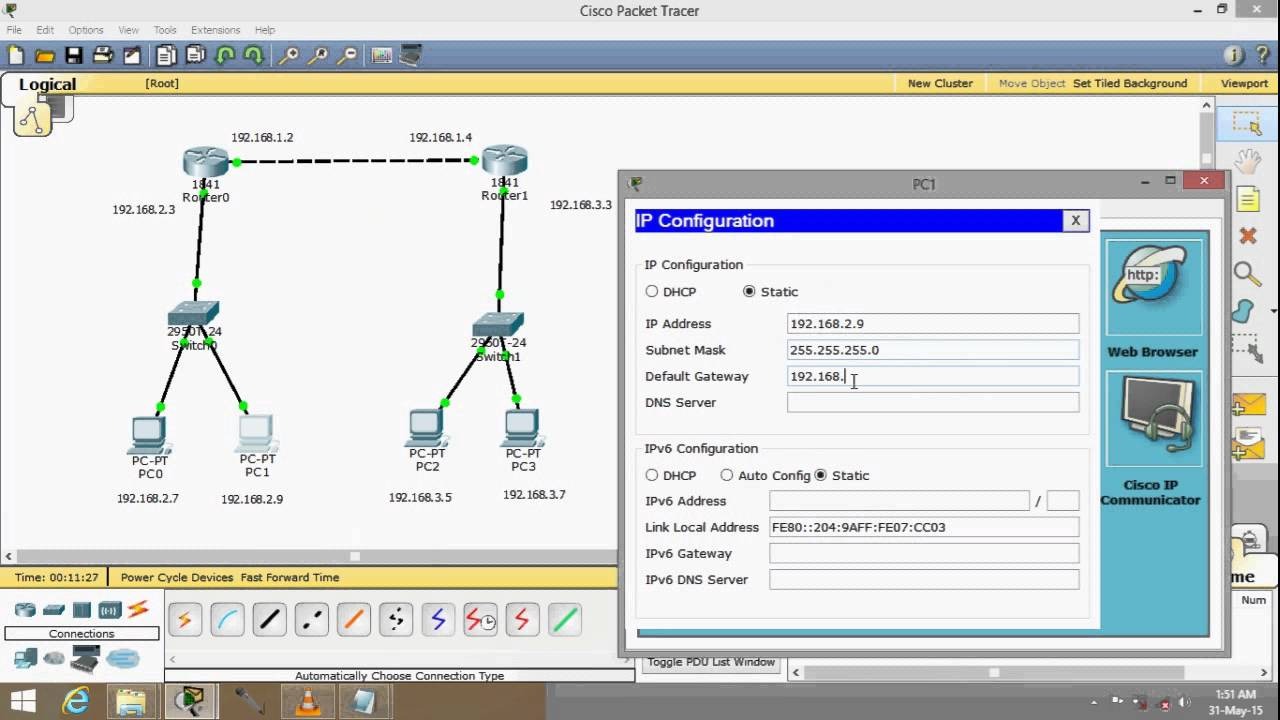 Cisco Packet Tracer
File Edit Options View Tools Extensions Help
Logical [Root] New Cluster Move Object Set Tiled Background Viewport
192.168.1.2
192.168.1.4
1841
Router0
1841
Router1
192.168.2.3
192.168.3.3
2950T-24
Switch0
2950T-24
Switch1
PC-PT
PC0
PC-PT
PC1
PC-PT
PC2
PC-PT
PC3
192.168.2.7
192.168.2.9
192.168.3.5
192.168.3.7
PC1
IP Configuration X
IP Configuration
DHCP Static
IP Address 192.168.2.9
Subnet Mask 255.255.255.0
Default Gateway 192.168.
DNS Server
IPv6 Configuration
DHCP Auto Config Static
IPv6 Address /
Link Local Address FE80::204:9AFF:FE07:CC03
IPv6 Gateway
IPv6 DNS Server
http:
Web Browser
Cisco IP
Communicator
Time: 00:11:27 Power Cycle Devices Fast Forward Time
Num
Connections
Automatically Choose Connection Type
Toggle PDU List Window
1:51 AM
31-May-15